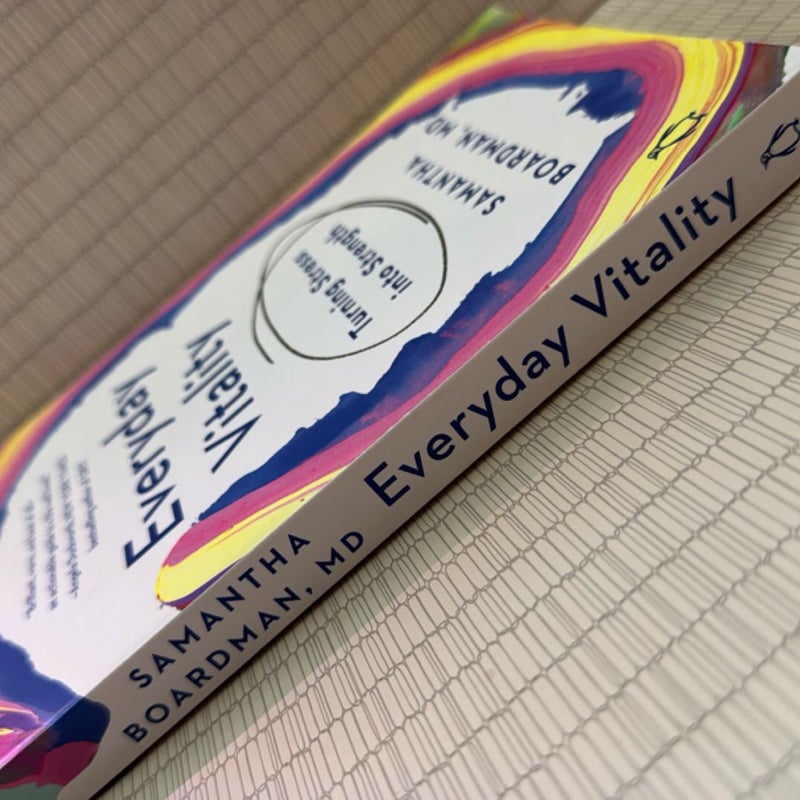 Everyday
Vitality
Turning Stress
into Strength
SAMANTHA
BOARDMAN, MD
SAMANTHA
BOARDMAN, MD
Everyday Vitality